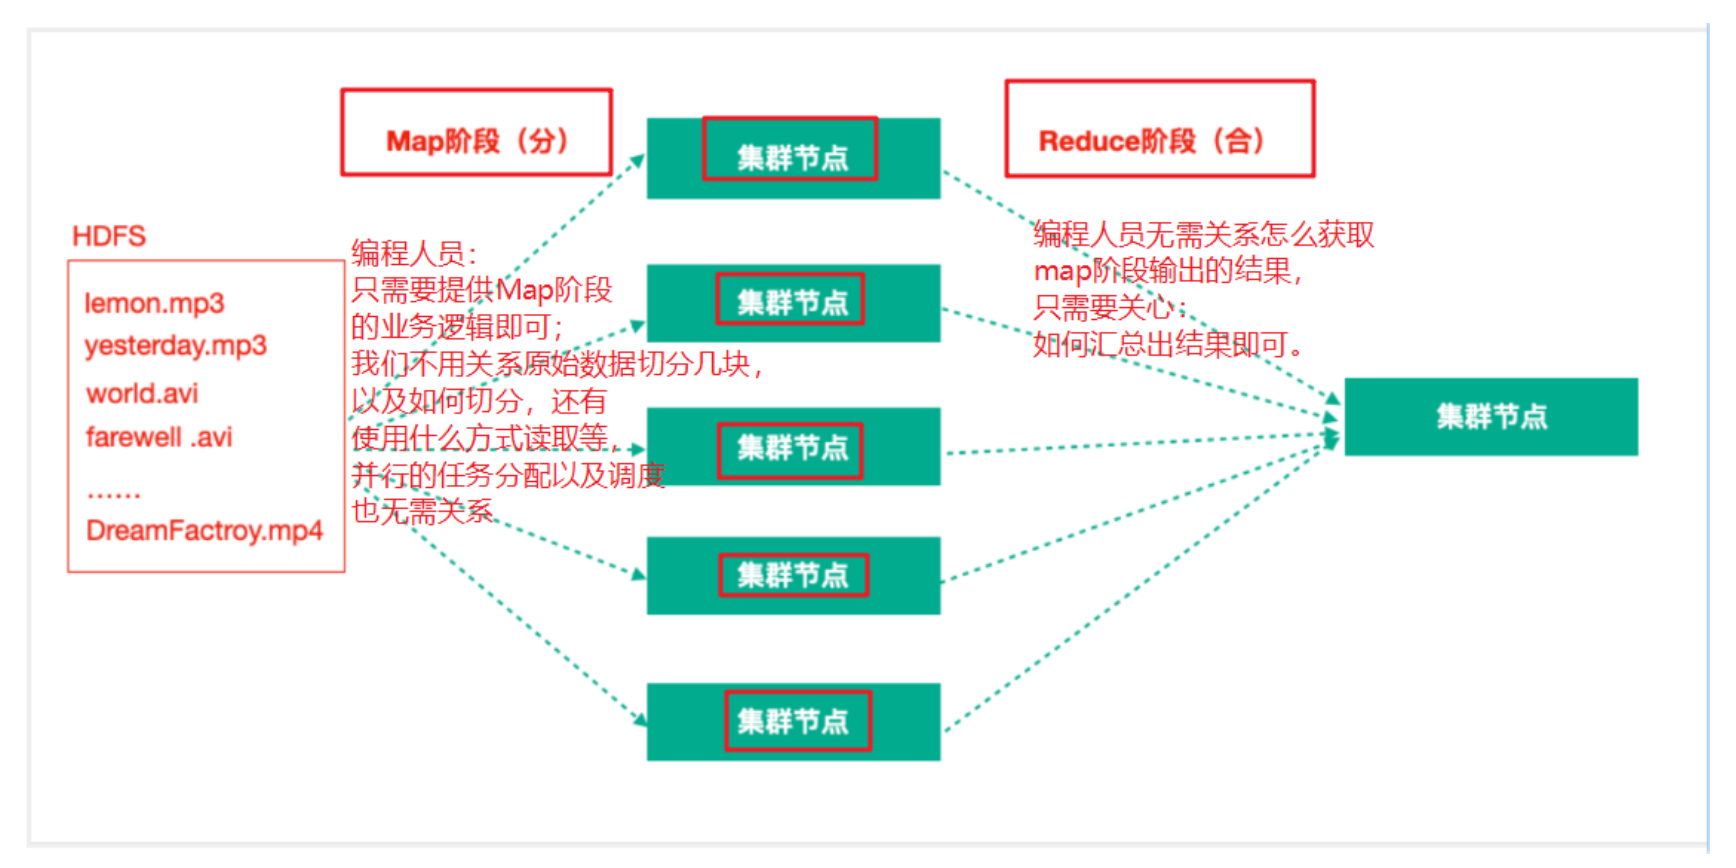 Map阶段（分）
Reduce阶段（合）
HDFS
lemon.mp3
yesterday.mp3
world.avi
farewell .avi
......
DreamFactroy.mp4
编程人员：
只需要提供Map阶段
的业务逻辑即可；
我们不用关系原始数据切分几块，
以及如何切分，还有
使用什么方式读取等，
并行的任务分配以及调度
也无需关系
集群节点
集群节点
集群节点
集群节点
集群节点
编程人员无需关系怎么获取
map阶段输出的结果，
只需要关心：
如何汇总出结果即可。
集群节点